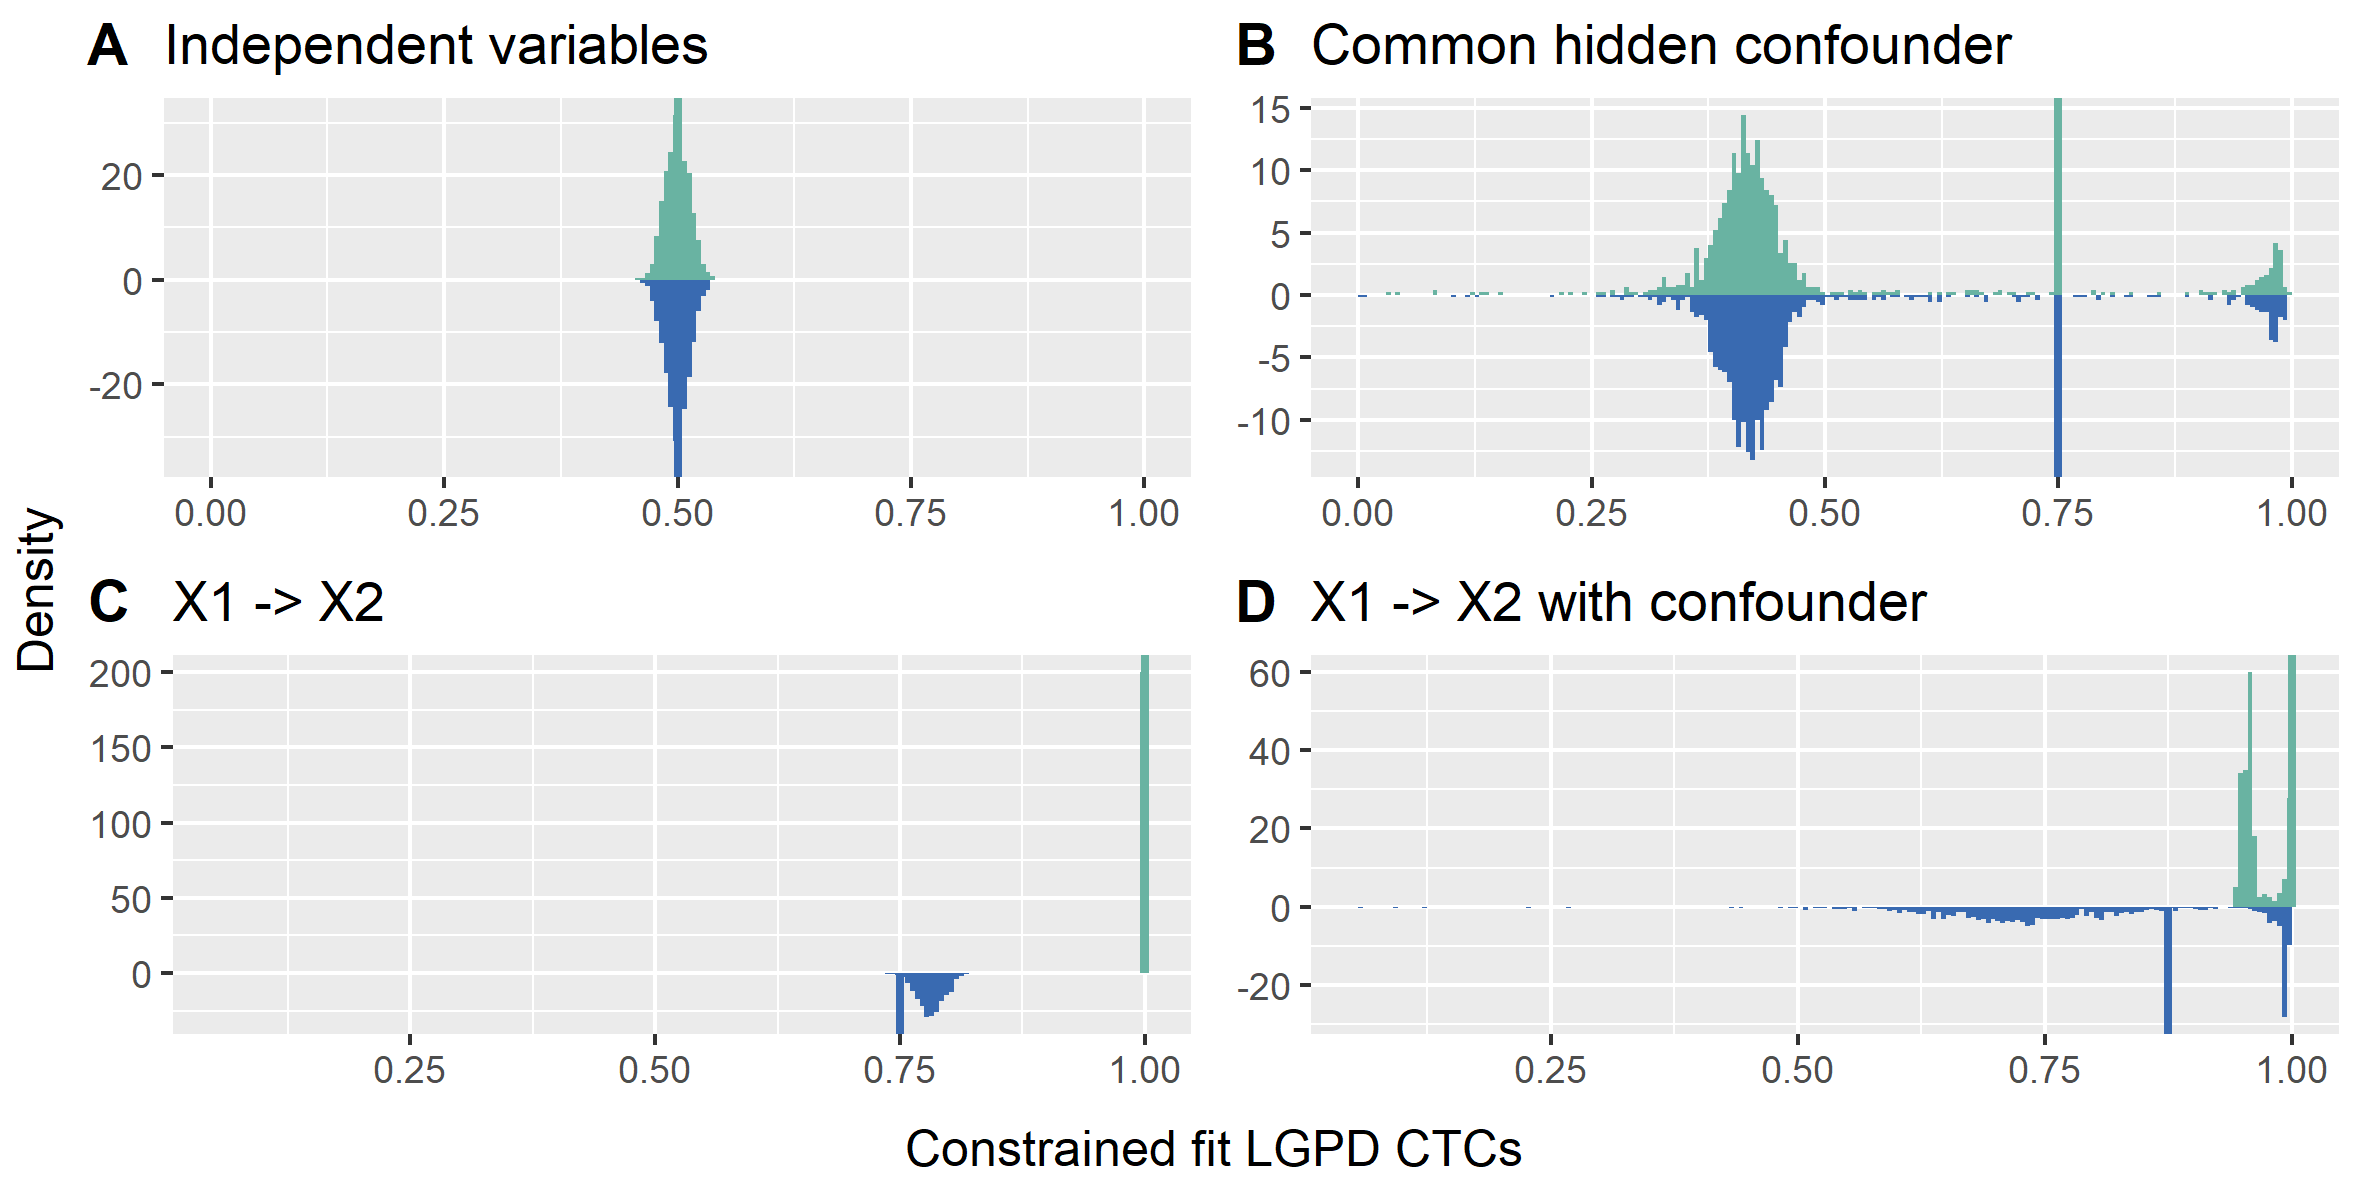 A Independent variables
20
0
-20
0.00 0.25 0.50 0.75 1.00
B Common hidden confounder
15
10
5
0
-5
-10
0.00 0.25 0.50 0.75 1.00
Density
C X1 -> X2
200
150
100
50
0
0.25 0.50 0.75 1.00
D X1 -> X2 with confounder
60
40
20
0
-20
0.25 0.50 0.75 1.00
Constrained fit LGPD CTCs